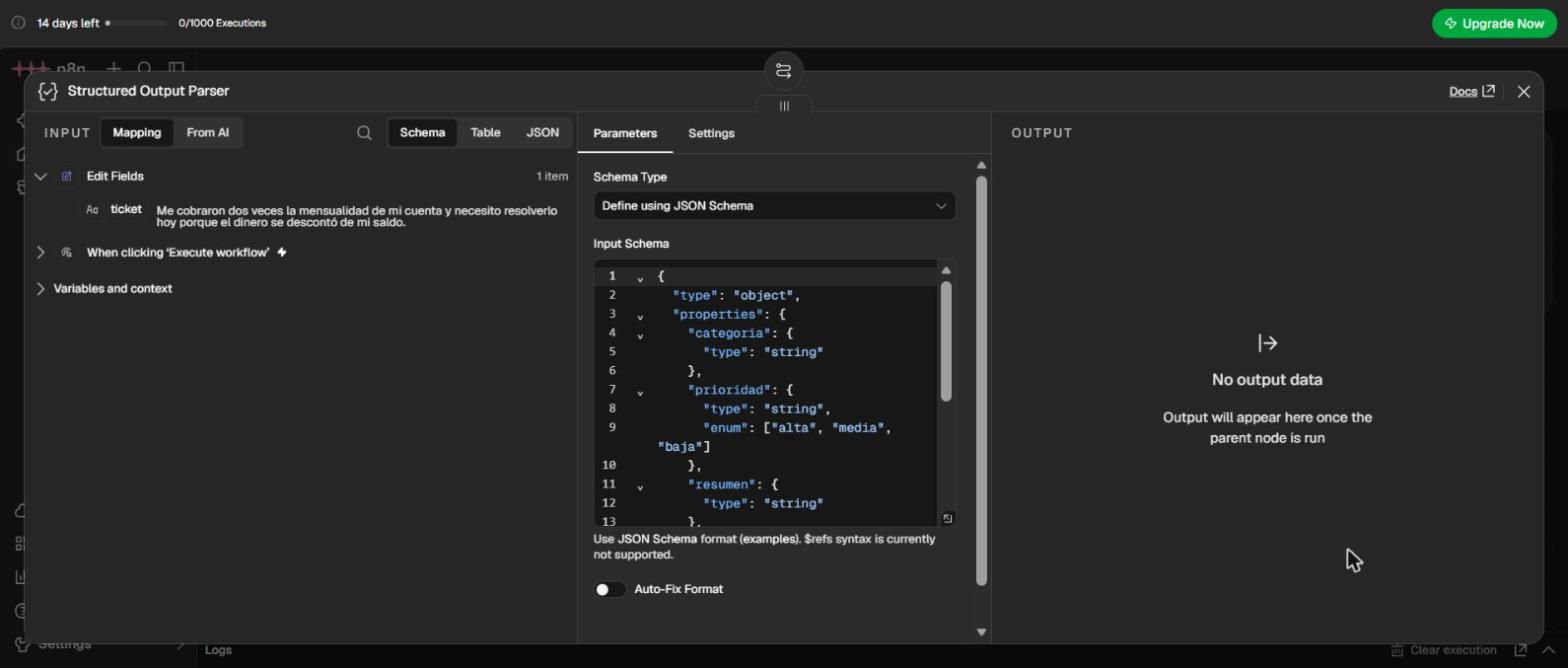 14 days left
0/1000 Executions
Upgrade Now
n8n
Structured Output Parser
Docs
INPUT
Mapping
From AI
Schema
Table
JSON
Parameters
Settings
OUTPUT
Edit Fields
1 item
ticket
Me cobraron dos veces la mensualidad de mi cuenta y necesito resolverlo
hoy porque el dinero se descontó de mi saldo.
When clicking ‘Execute workflow’
Variables and context
Schema Type
Define using JSON Schema
Input Schema
1 {
2 "type": "object",
3 "properties": {
4 "categoria": {
5 "type": "string"
6 },
7 "prioridad": {
8 "type": "string",
9 "enum": ["alta", "media",
"baja"]
10 },
11 "resumen": {
12 "type": "string"
13 },
Use JSON Schema format (examples). $refs syntax is currently
not supported.
Auto-Fix Format
No output data
Output will appear here once the
parent node is run
Settings
Logs
Clear execution